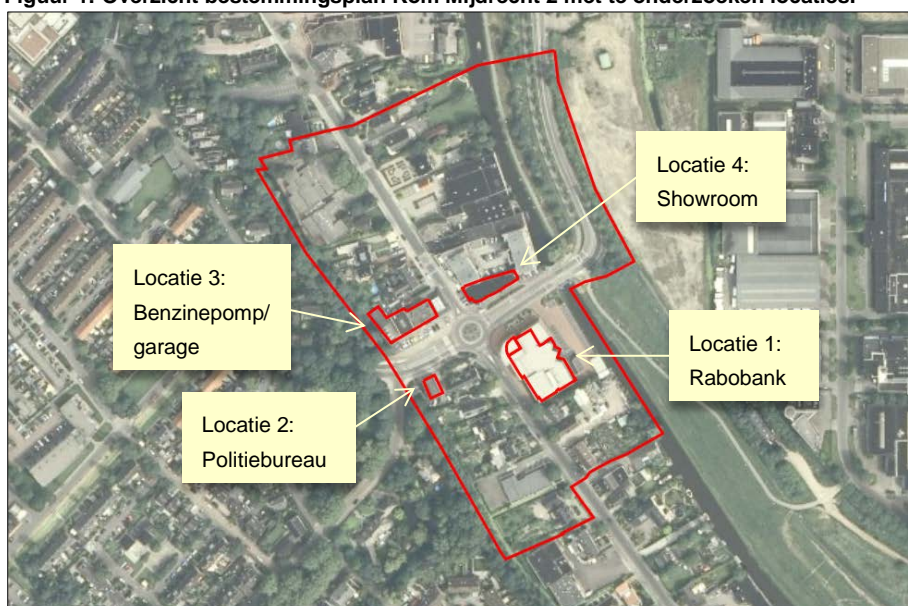 Figuur 1: Overzicht bestemmingsplan Kom Mijdrecht 2 met te onderzoeken locaties.
Locatie 4:
Showroom
Locatie 3:
Benzinepomp/
garage
Locatie 1:
Rabobank
Locatie 2:
Politiebureau